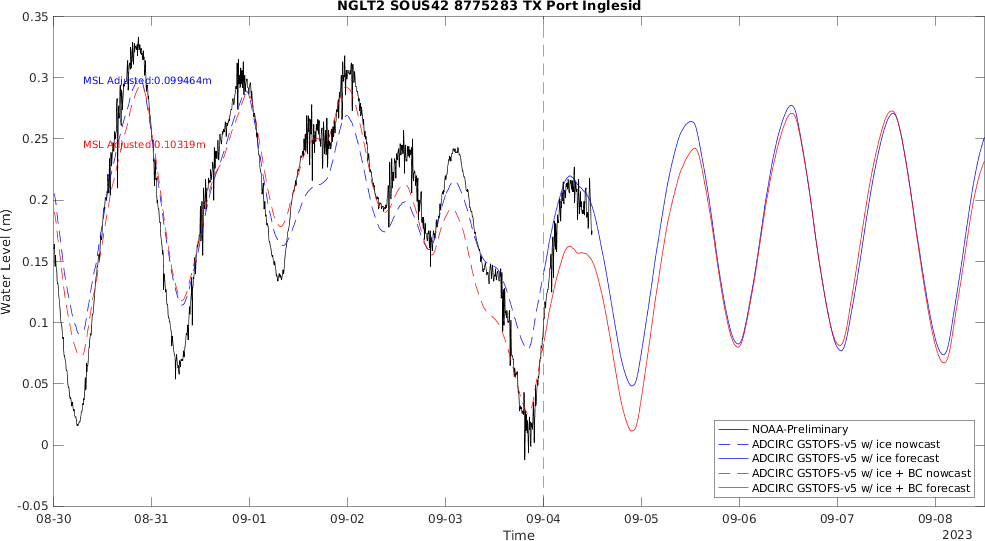 NGLT2 SOUS42 8775283 TX Port Inglesid
0.35
0.3
0.25
0.2
0.15
0.1
0.05
0
-0.05
Water Level (m)
MSL Adjusted:0.099464m
MSL Adjusted:0.10319m
NOAA-Preliminary
ADCIRC GSTOFS-v5 w/ ice nowcast
ADCIRC GSTOFS-v5 w/ ice forecast
ADCIRC GSTOFS-v5 w/ ice + BC nowcast
ADCIRC GSTOFS-v5 w/ ice + BC forecast
08-30 08-31 09-01 09-02 09-03 09-04 09-05 09-06 09-07 09-08
Time
2023